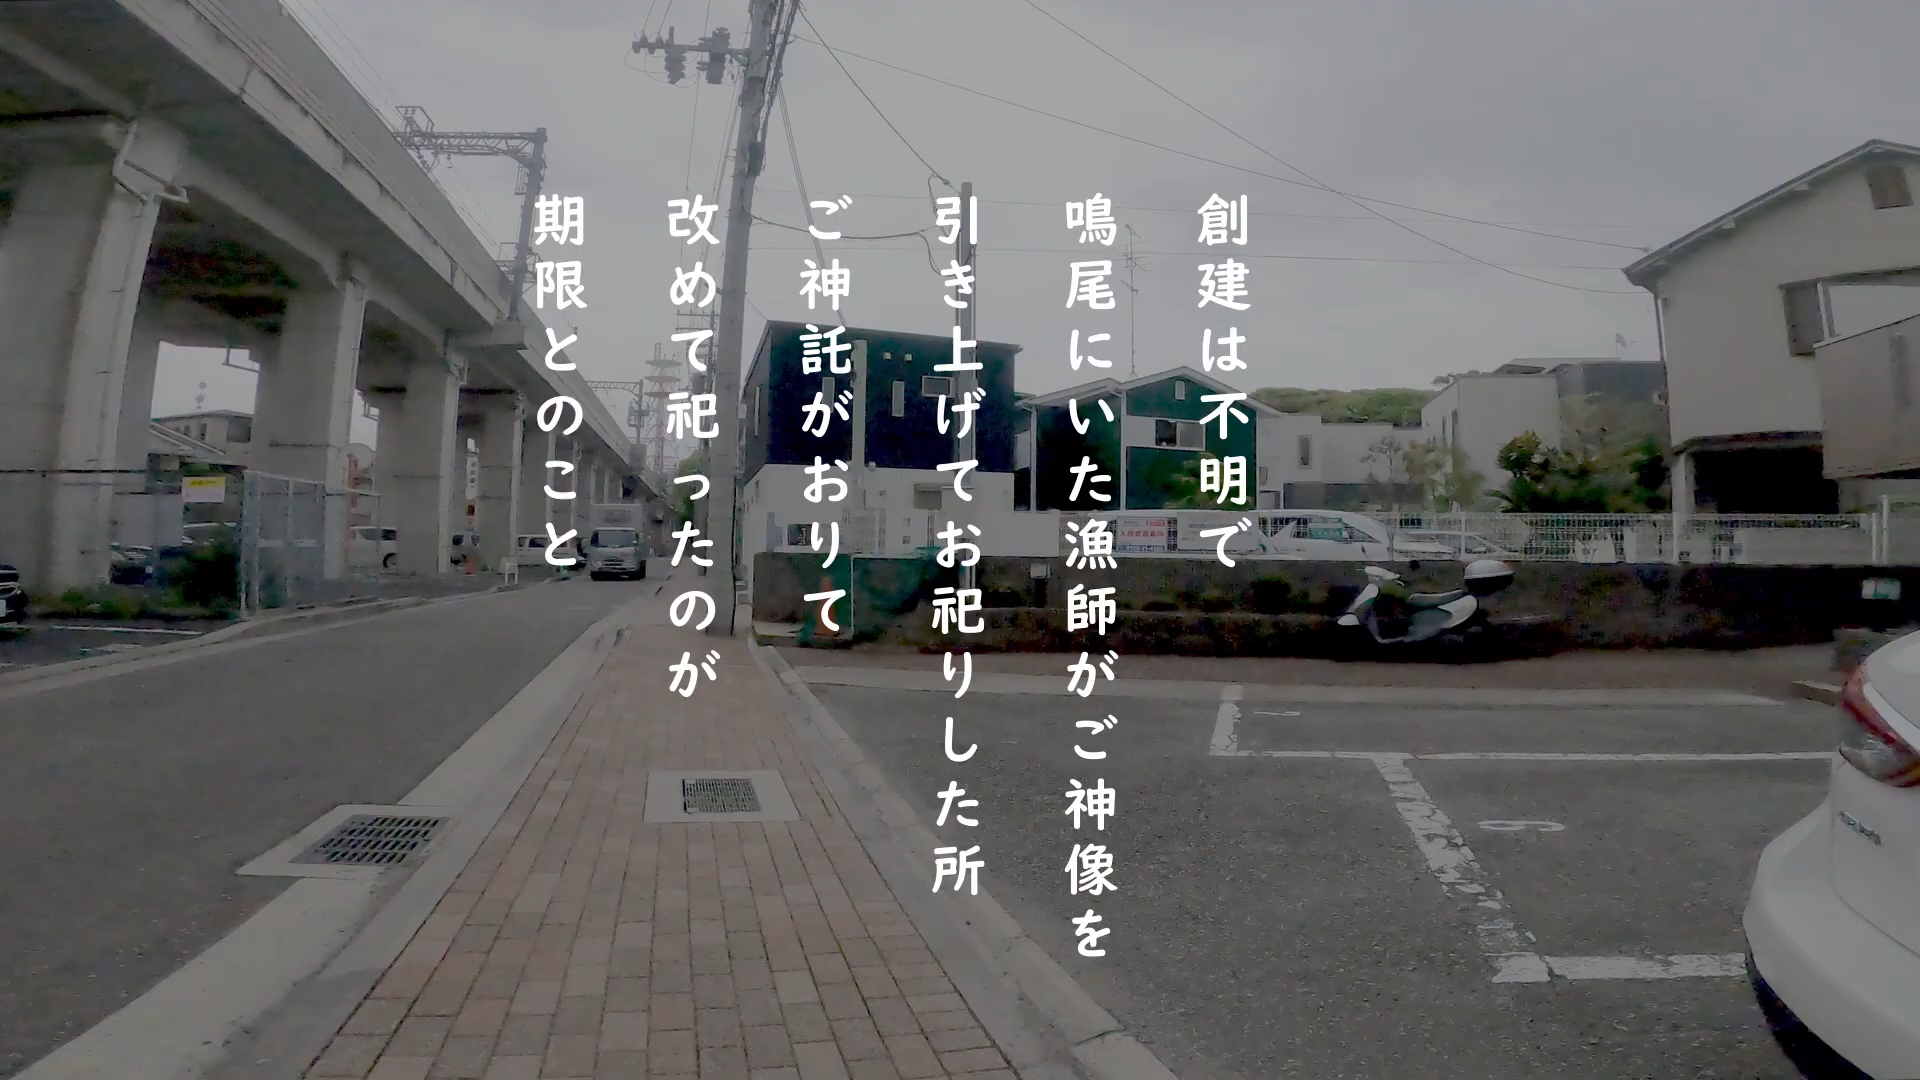 創建は不明で
鳴尾にいた漁師がご神像を
引き上げてお祀りした所
ご神託がおりて
改めて祀ったのが
期限とのこと